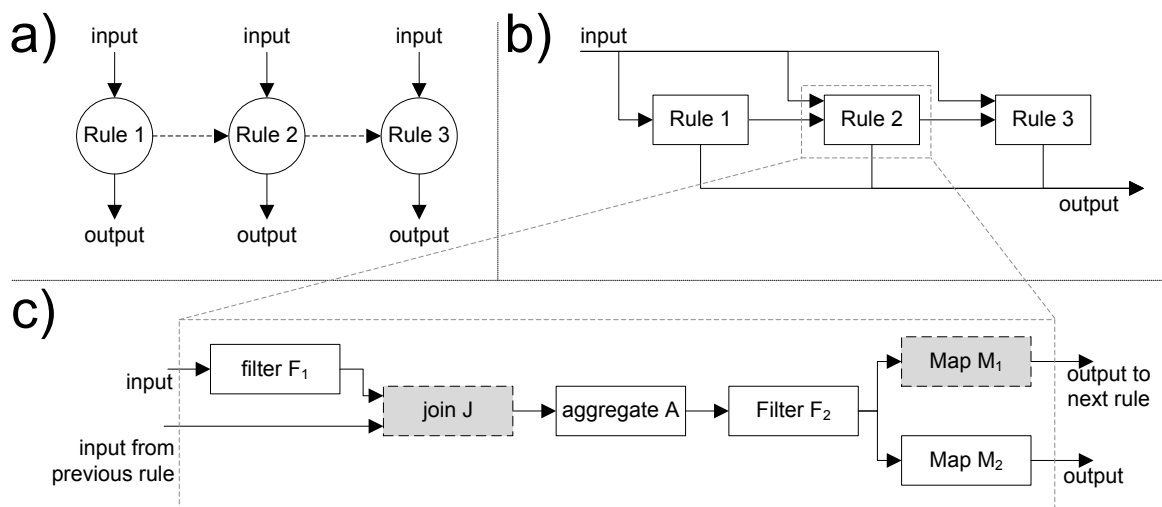 a)
input
input
input
Rule 1
Rule 2
Rule 3
output
output
output
b)
input
Rule 1
Rule 2
Rule 3
output
c)
input
filter F1
input from
previous rule
join J
aggregate A
Filter F2
Map M1
output to
next rule
Map M2
output